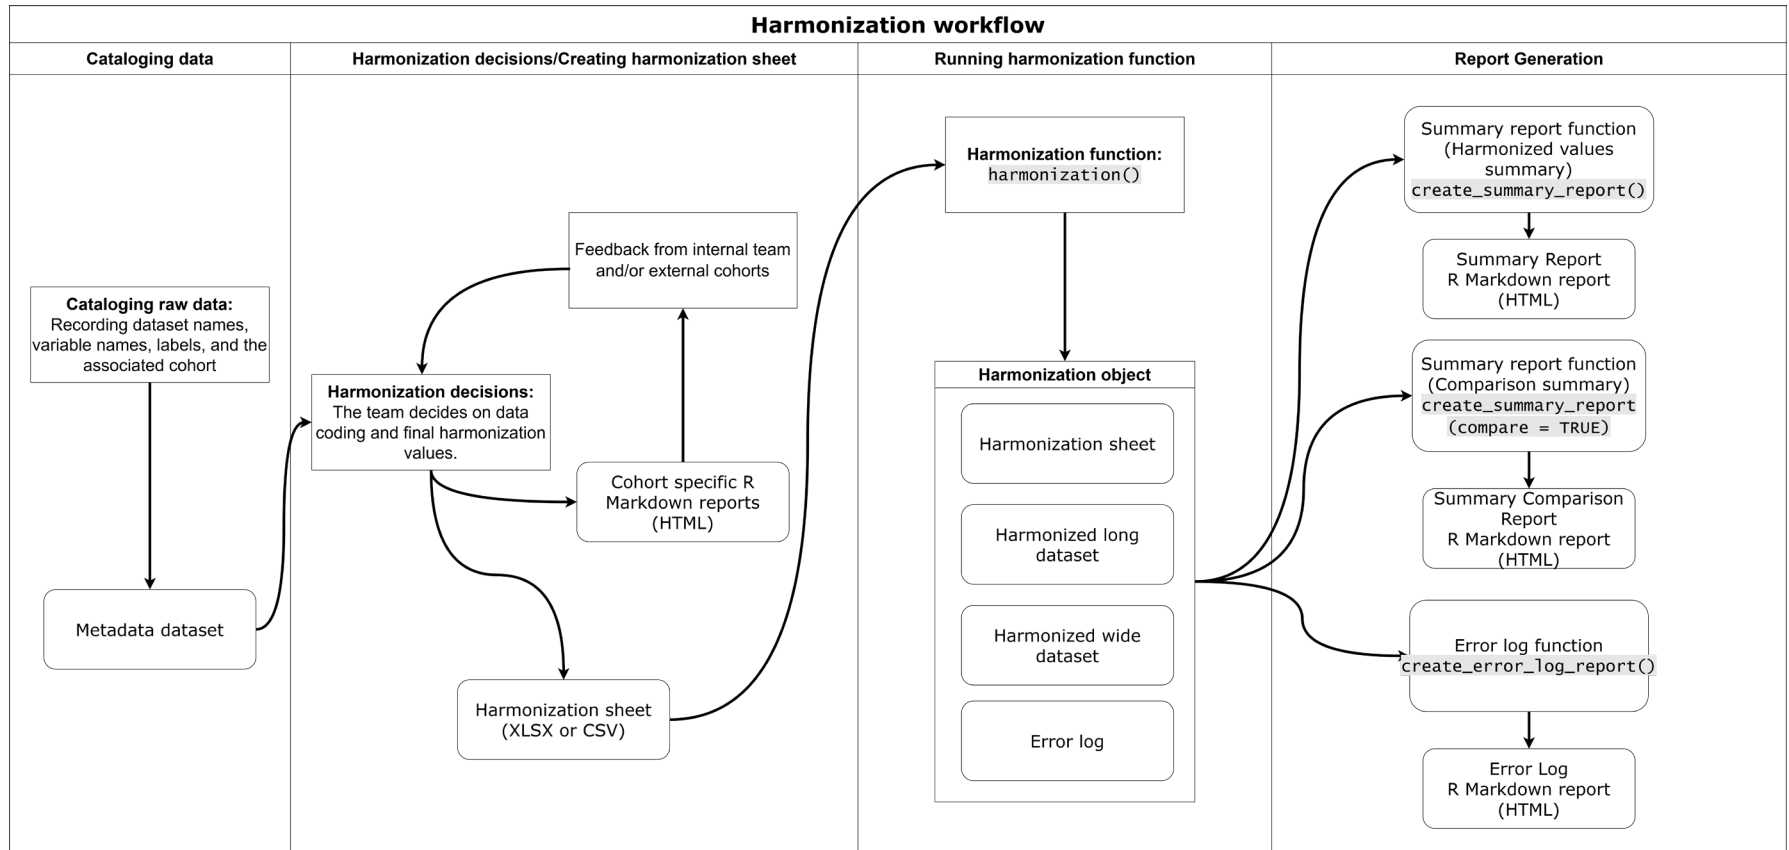 Harmonization workflow
Cataloging data
Harmonization decisions/Creating harmonization sheet
Running harmonization function
Report Generation
Cataloging raw data:
Recording dataset names,
variable names, labels, and the
associated cohort
Metadata dataset
Feedback from internal team
and/or external cohorts
Harmonization decisions:
The team decides on data
coding and final harmonization
values.
Cohort specific R
Markdown reports
(HTML)
Harmonization sheet
(XLSX or CSV)
Harmonization function:
harmonization()
Harmonization object
Harmonization sheet
Harmonized long
dataset
Harmonized wide
dataset
Error log
Summary report function
(Harmonized values
summary)
create_summary_report()
Summary Report
R Markdown report
(HTML)
Summary report function
(Comparison summary)
create_summary_report
(compare = TRUE)
Summary Comparison
Report
R Markdown report
(HTML)
Error log function
create_error_log_report()
Error Log
R Markdown report
(HTML)